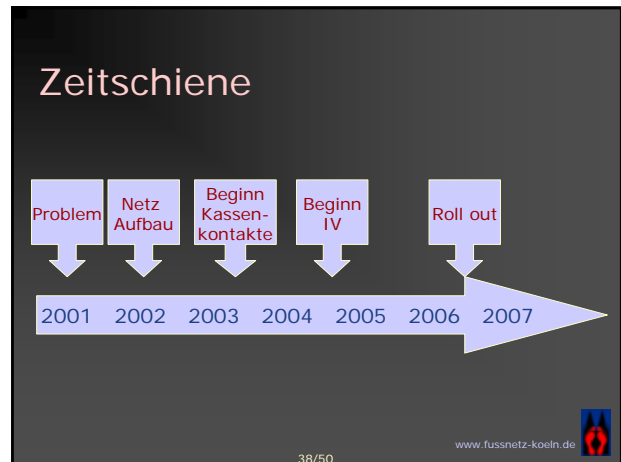 Zeitschiene
Problem
Netz
Aufbau
Beginn
Kassen-
kontakte
Beginn
IV
Roll out
2001 2002 2003 2004 2005 2006 2007
www.fussnetz-koeln.de
38/50